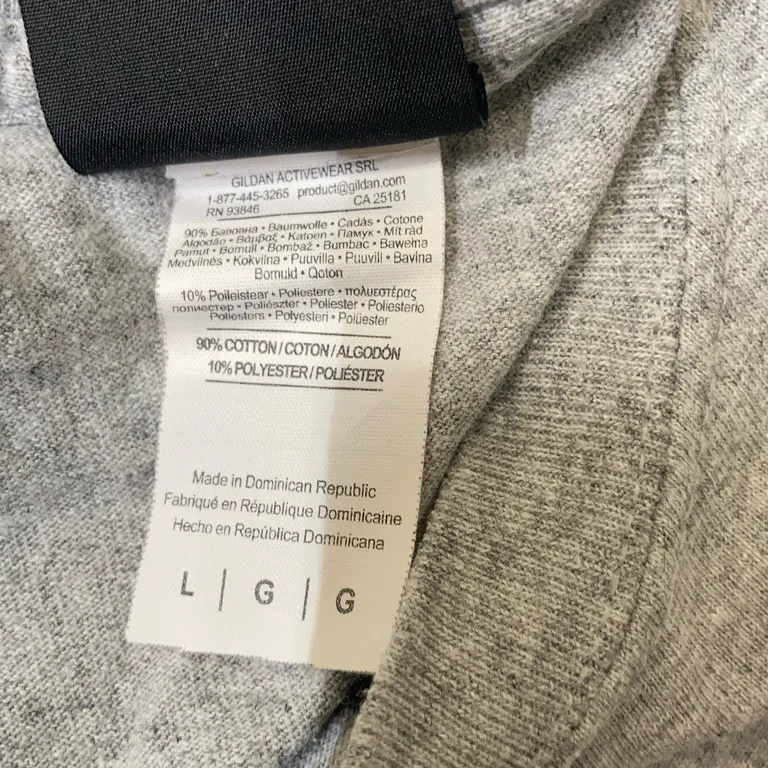 GILDAN ACTIVEWEAR SRL
1-877-445-3265 product@gildan.com
RN 93846 CA 25181
90% Бавовна • Baumwolle • Cadás • Cotone
Algodão • Βάμβαξ • Katoen • Памук • Mít rád
Pamut • Bomull • Bombaž • Bumbac • Bawełna
Medvilnės • Kokvilna • Puuvilla • Puuvill • Bavlna
Bomuld • Qoton
10% Poileistear • Poliestere • πολυεστέρας
полиестер • Poliészter • Poliester • Poliesterio
Poliesters • Polyesteri • Polüester
90% COTTON/COTON/ALGODÓN
10% POLYESTER/POLIÉSTER
Made in Dominican Republic
Fabriqué en République Dominicaine
Hecho en República Dominicana
L | G | G